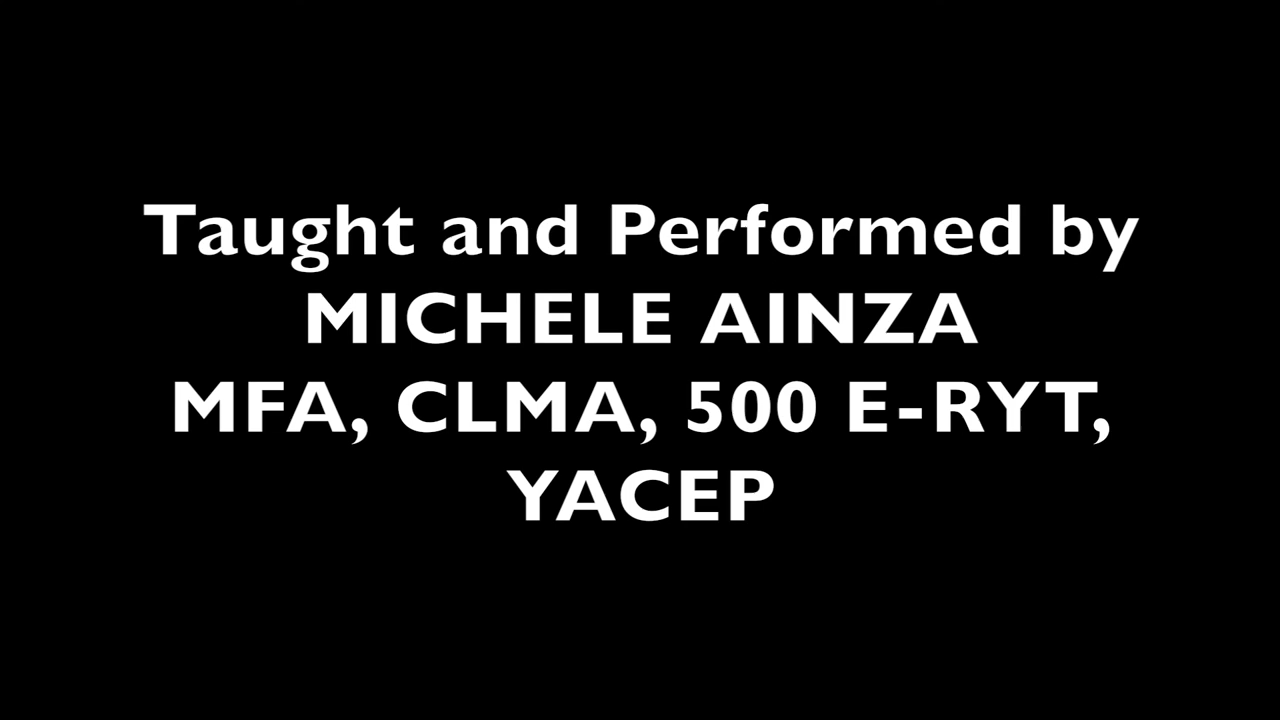 Taught and Performed by
MICHELE AINZA
MFA, CLMA, 500 E-RYT,
YACEP